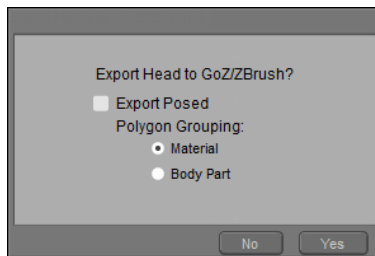 Export Head to GoZ/ZBrush?
Export Posed
Polygon Grouping:
Material
Body Part
No Yes